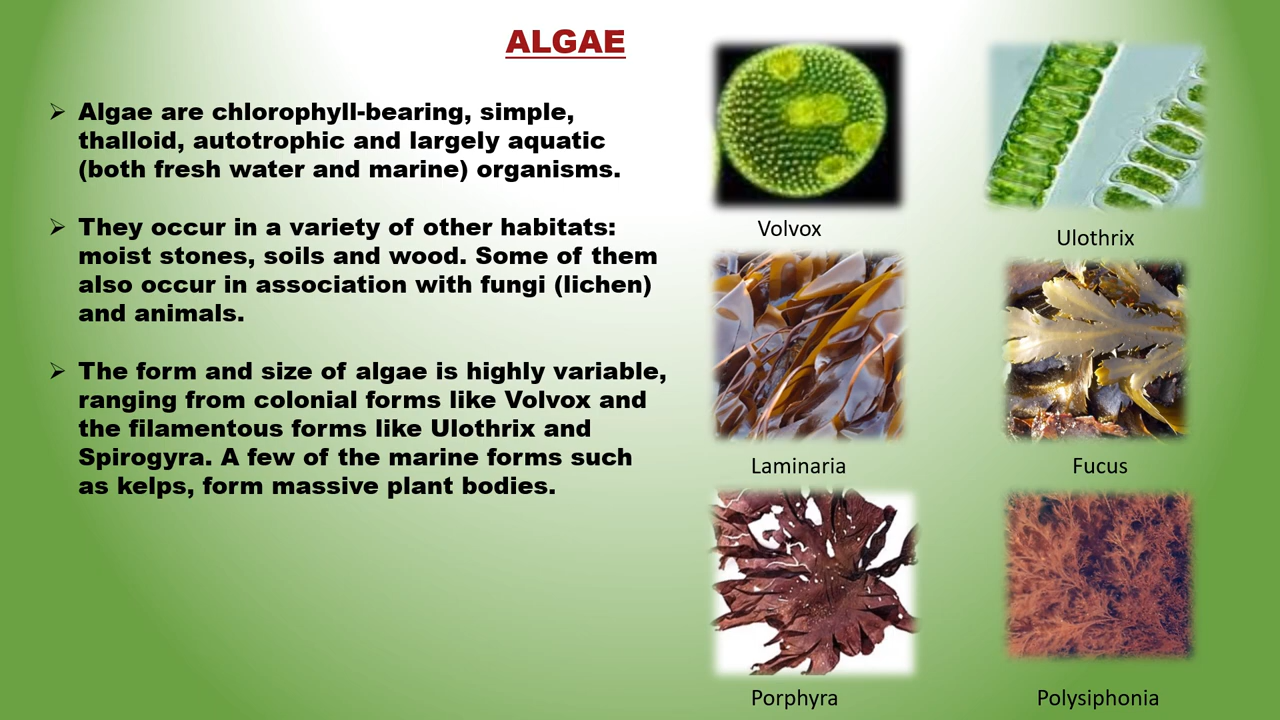 ALGAE
➢ Algae are chlorophyll-bearing, simple,
thalloid, autotrophic and largely aquatic
(both fresh water and marine) organisms.
➢ They occur in a variety of other habitats:
moist stones, soils and wood. Some of them
also occur in association with fungi (lichen)
and animals.
➢ The form and size of algae is highly variable,
ranging from colonial forms like Volvox and
the filamentous forms like Ulothrix and
Spirogyra. A few of the marine forms such
as kelps, form massive plant bodies.
Volvox
Ulothrix
Laminaria
Fucus
Porphyra
Polysiphonia